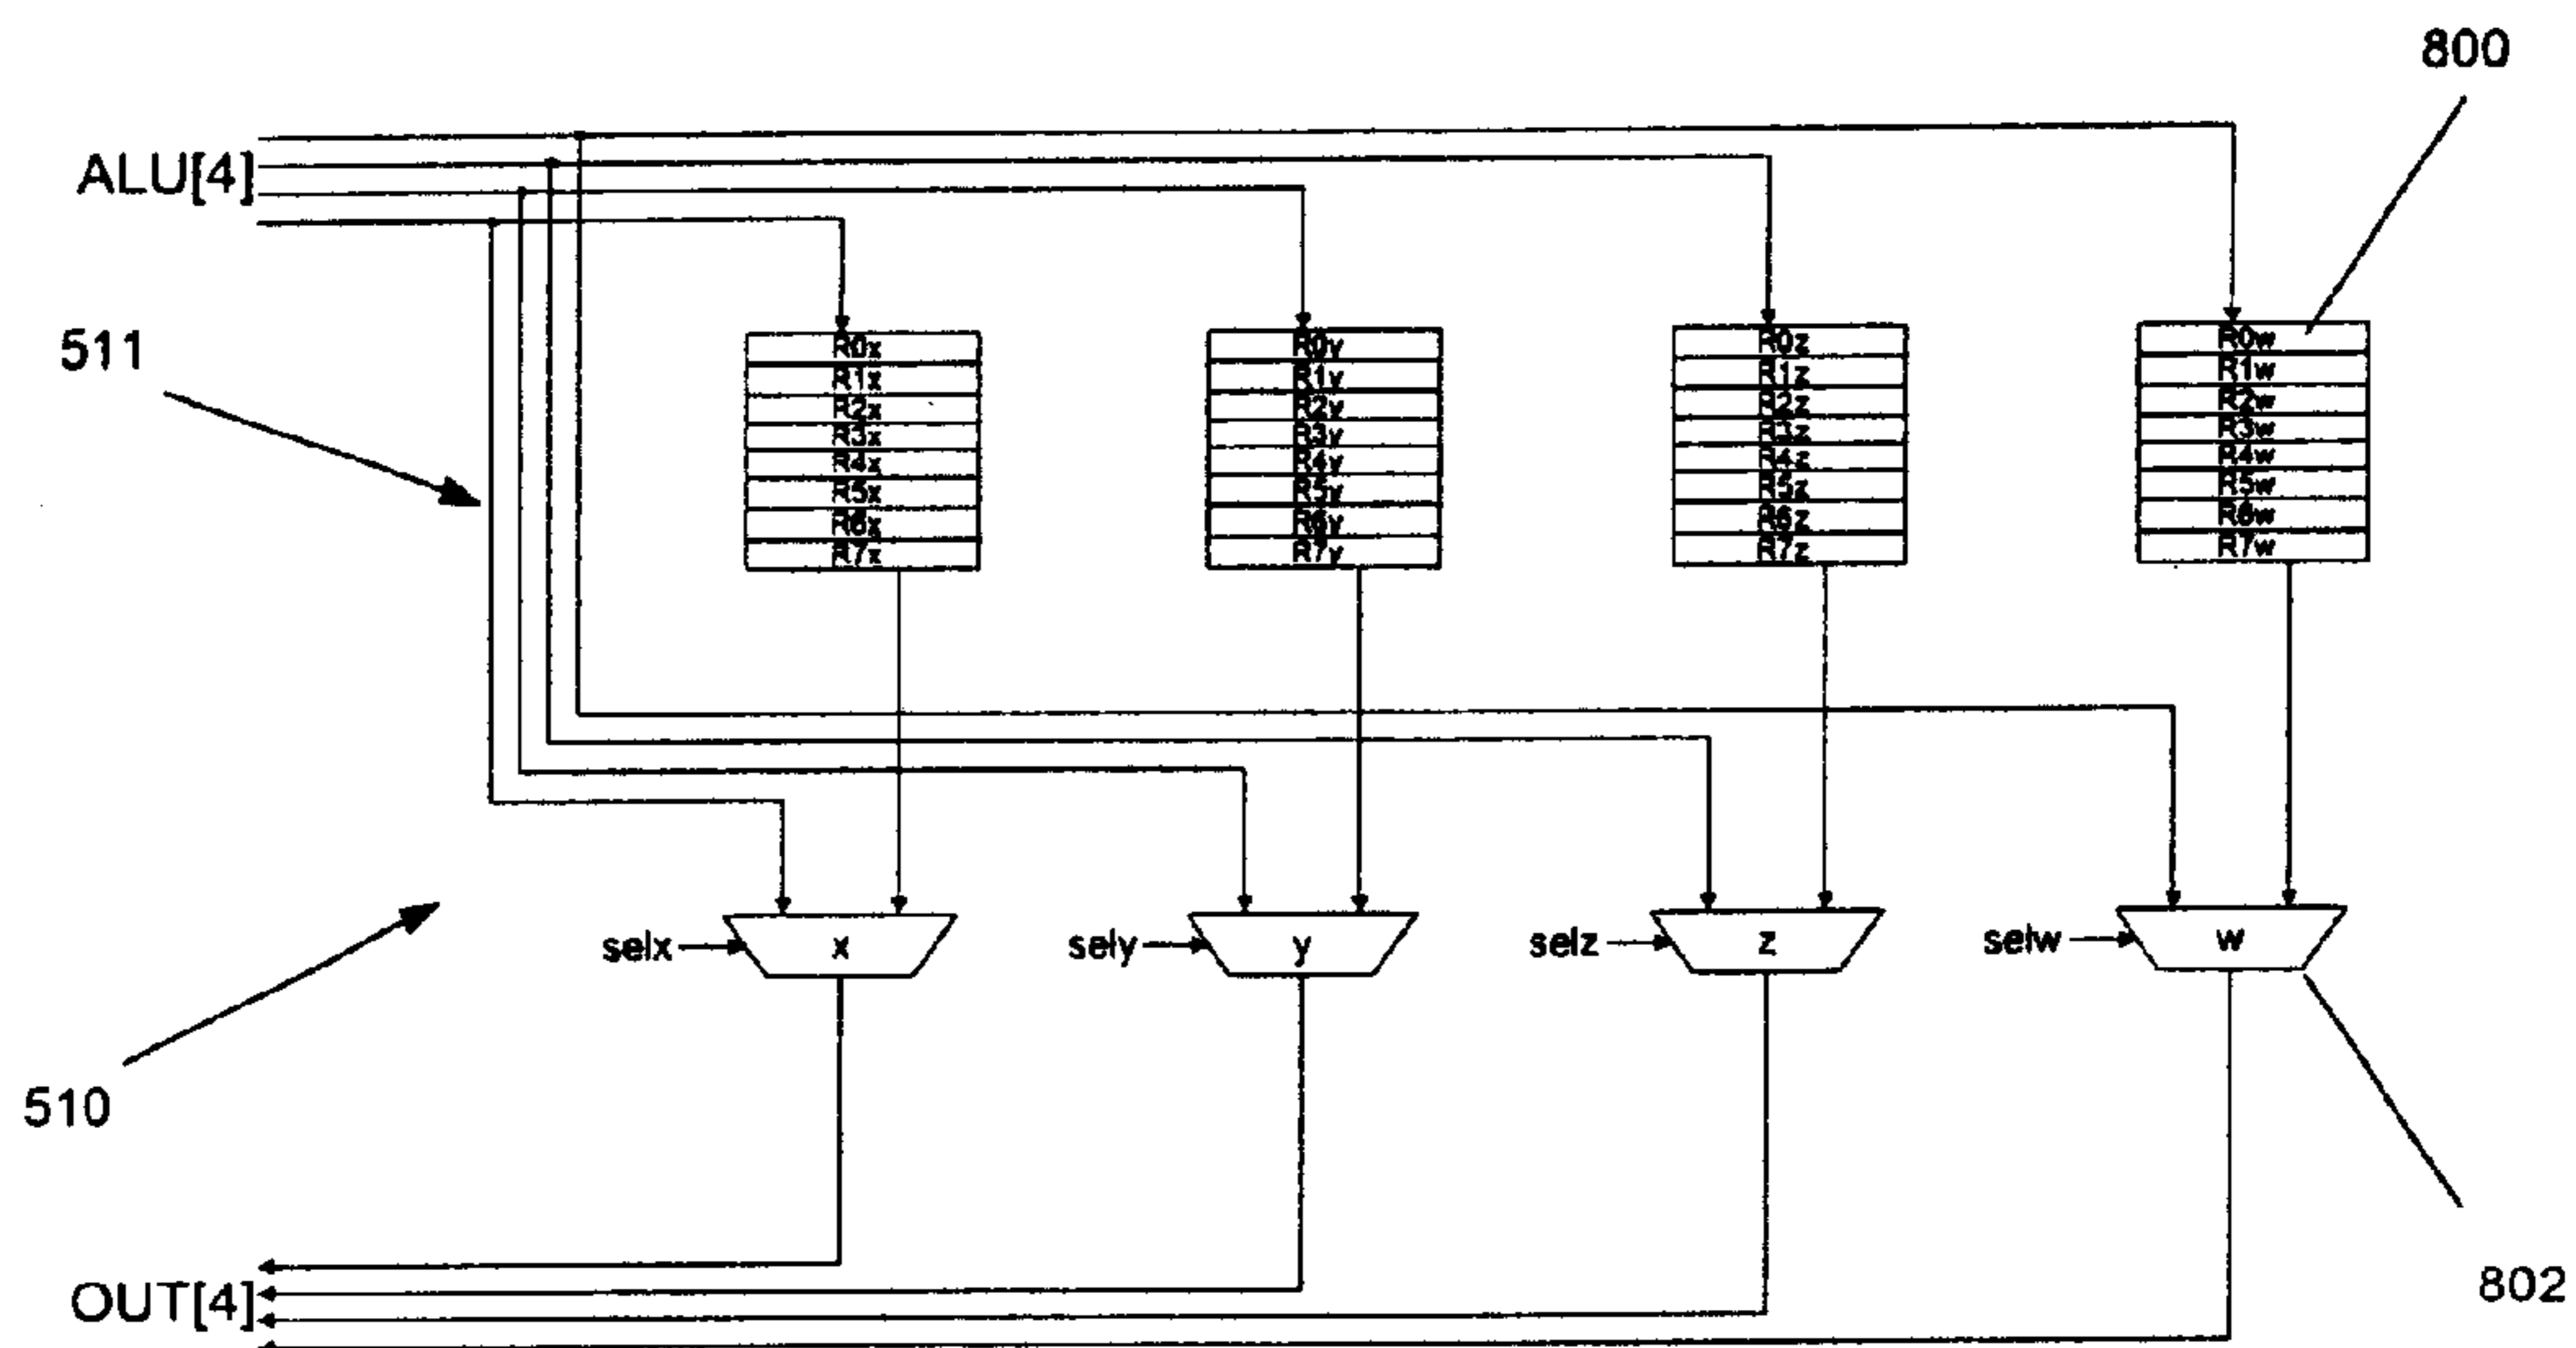 800
ALU[4]
511
R0x R0y R0z R0w
R1x R1y R1z R1w
R2x R2y R2z R2w
R3x R3y R3z R3w
R4x R4y R4z R4w
R5x R5y R5z R5w
R6x R6y R6z R6w
R7x R7y R7z R7w
selx x sely y selz z selw w
510
802
OUT[4]